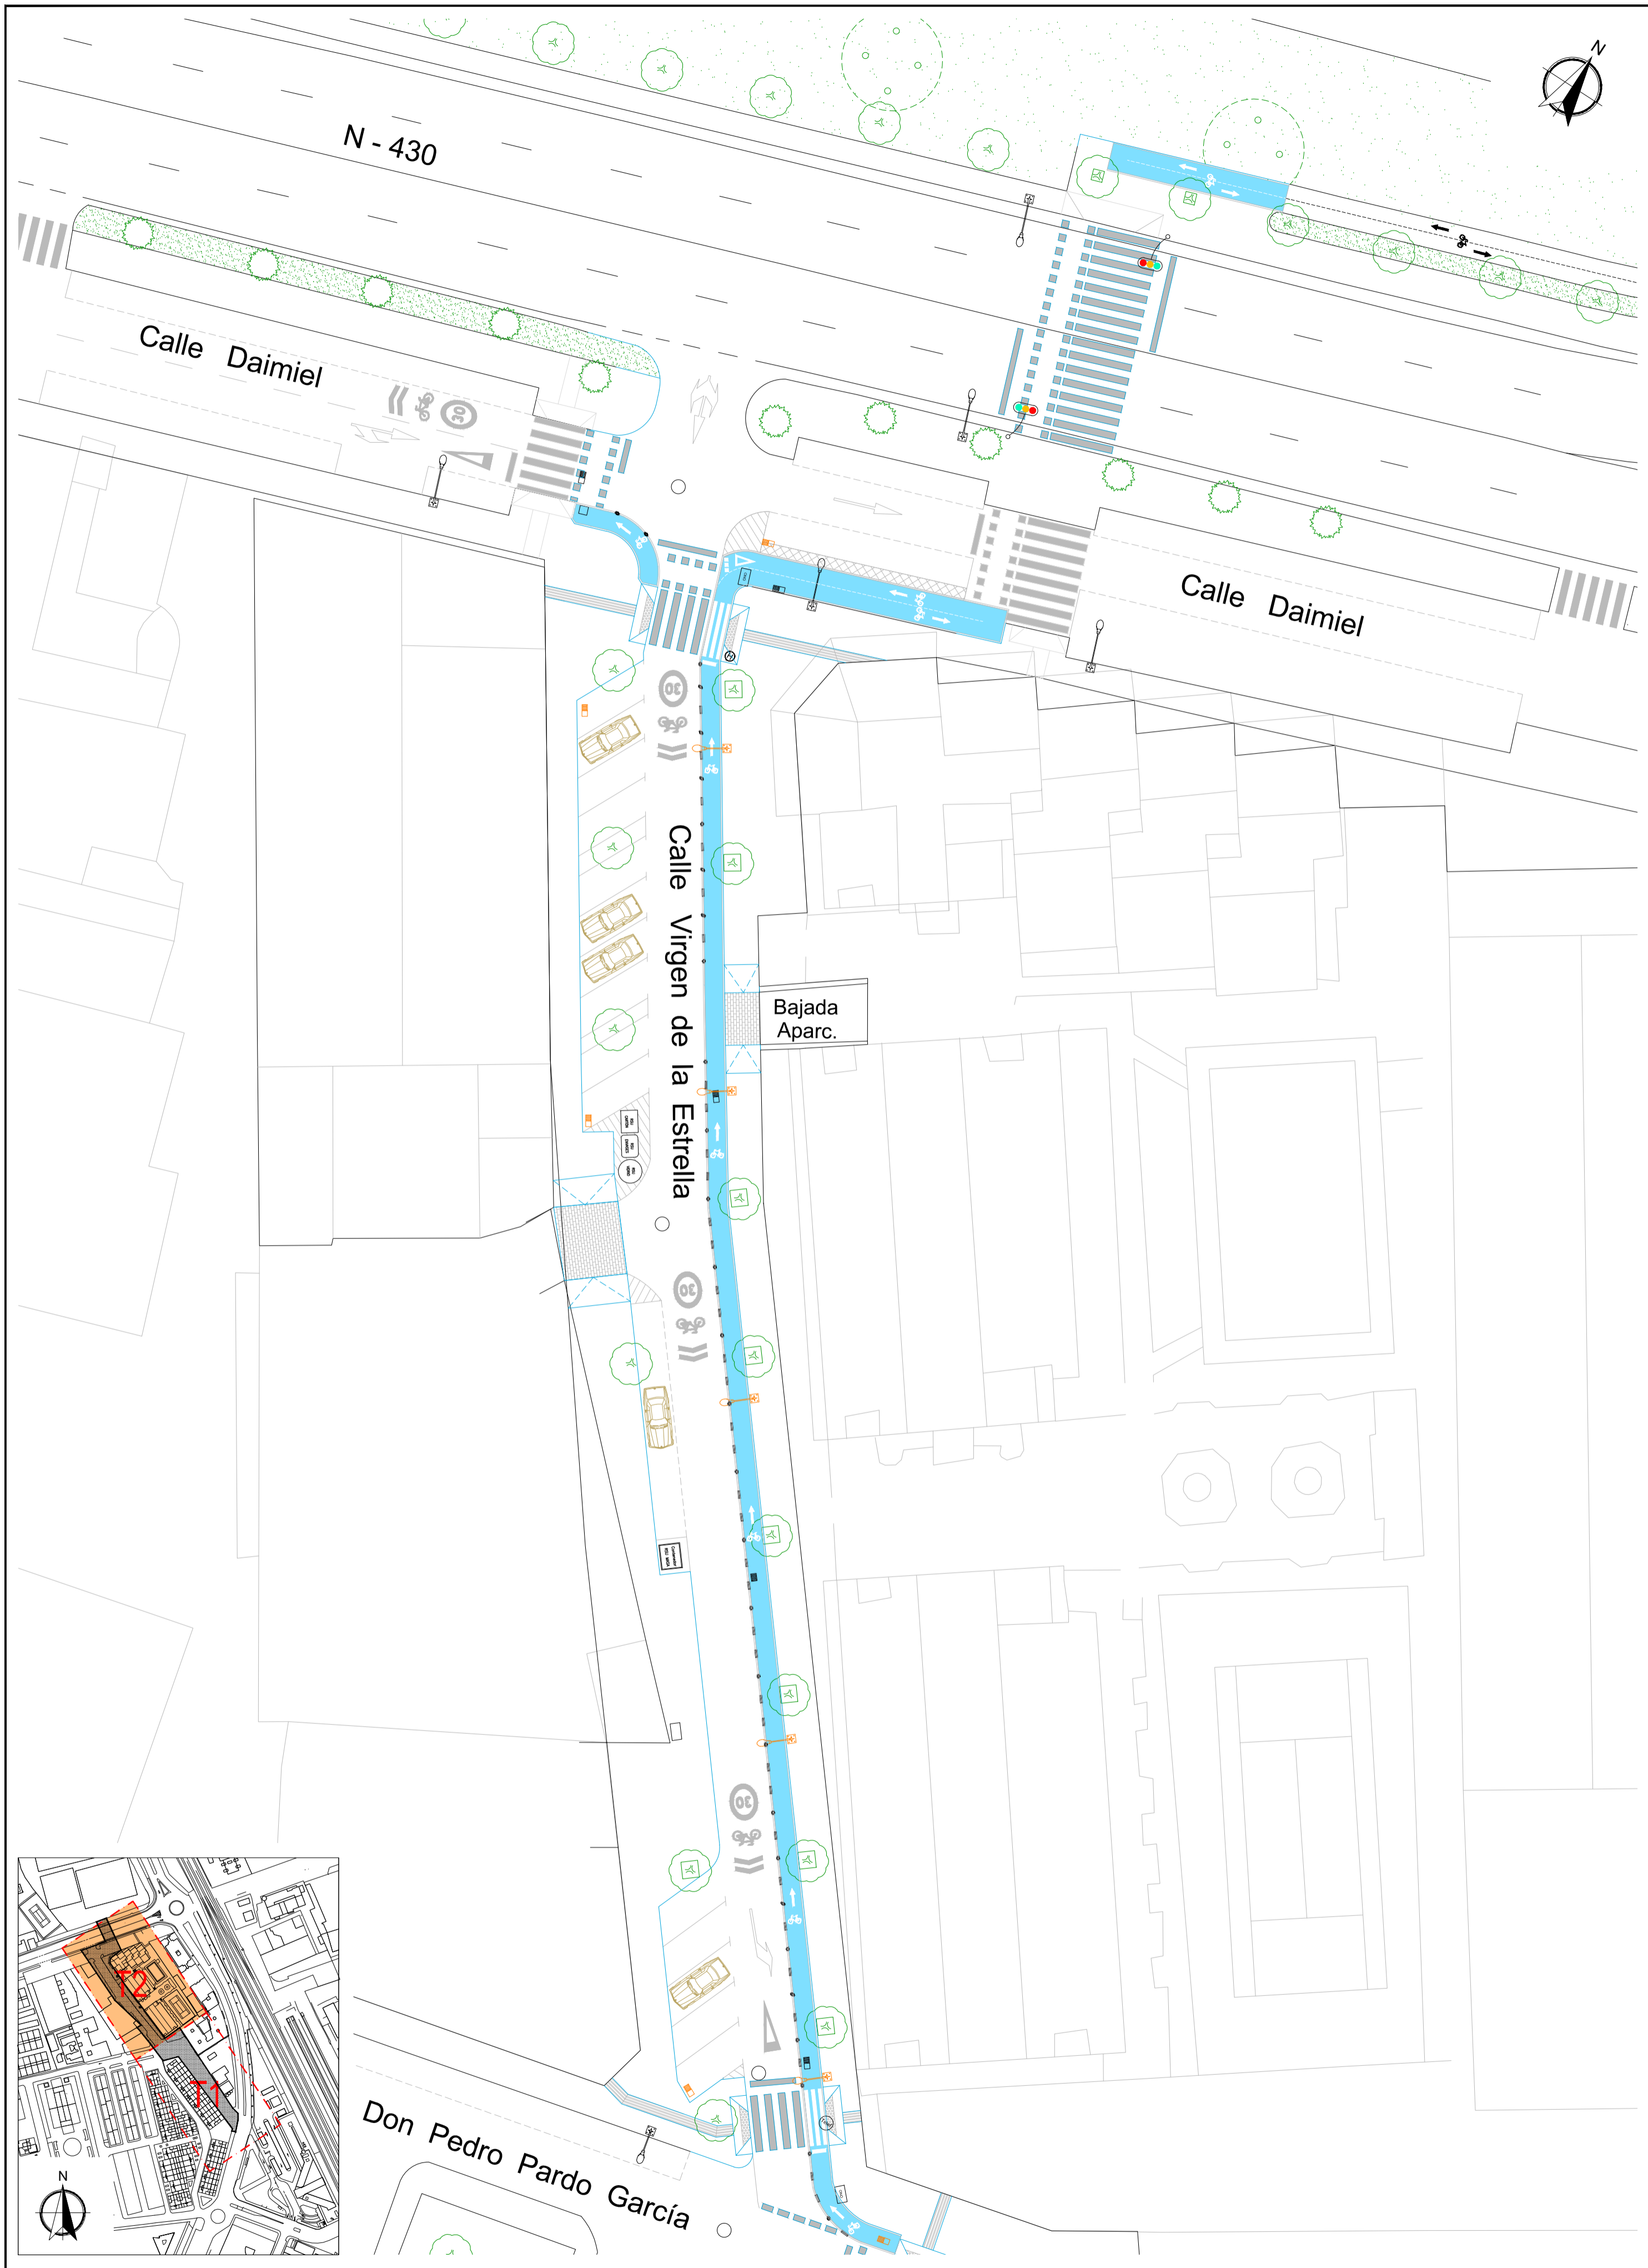 N
N - 430
Calle Daimiel
30
Calle Daimiel
30
Calle Virgen de la Estrella
Bajada
Aparc.
30
30
T2
T1
N
Don Pedro Pardo García